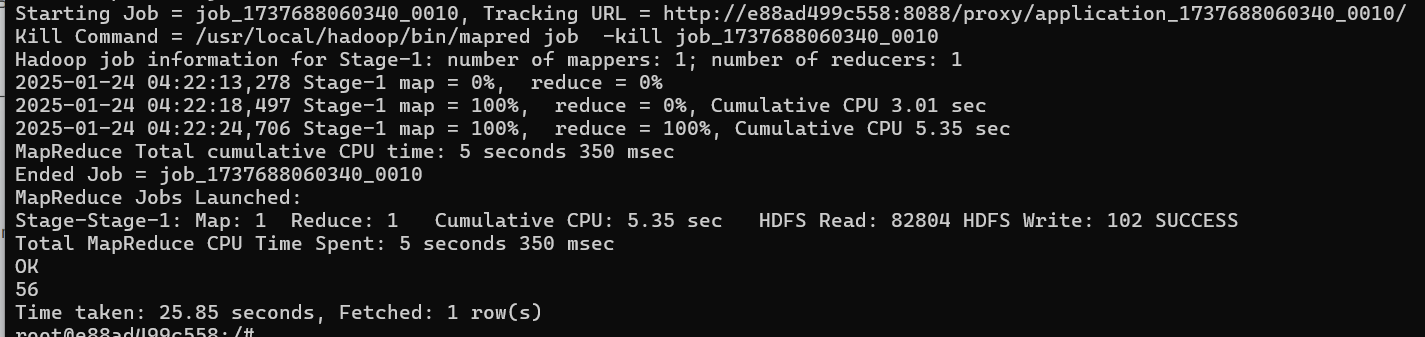 Starting Job = job_1737688060340_0010, Tracking URL = http://e88ad499c558:8088/proxy/application_1737688060340_0010/
Kill Command = /usr/local/hadoop/bin/mapred job  -kill job_1737688060340_0010
Hadoop job information for Stage-1: number of mappers: 1; number of reducers: 1
2025-01-24 04:22:13,278 Stage-1 map = 0%,  reduce = 0%
2025-01-24 04:22:18,497 Stage-1 map = 100%,  reduce = 0%, Cumulative CPU 3.01 sec
2025-01-24 04:22:24,706 Stage-1 map = 100%,  reduce = 100%, Cumulative CPU 5.35 sec
MapReduce Total cumulative CPU time: 5 seconds 350 msec
Ended Job = job_1737688060340_0010
MapReduce Jobs Launched:
Stage-Stage-1: Map: 1  Reduce: 1   Cumulative CPU: 5.35 sec   HDFS Read: 82804 HDFS Write: 102 SUCCESS
Total MapReduce CPU Time Spent: 5 seconds 350 msec
OK
56
Time taken: 25.85 seconds, Fetched: 1 row(s)
root@e88ad499c558:/#